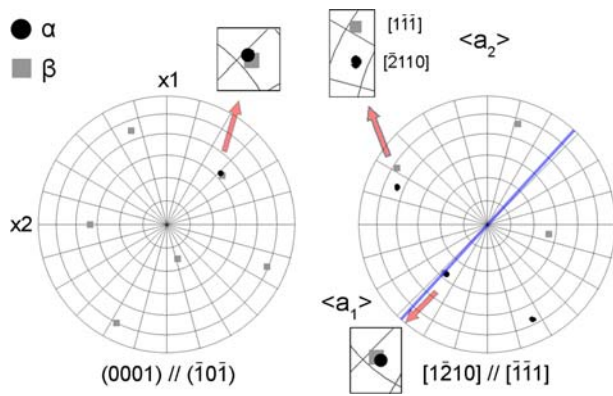 α
β
x1
x2
(0001) // (1̄01̄)
[11̄1̄]
[2̄110]
<a₂>
<a₁>
[12̄10] // [1̄1̄1]